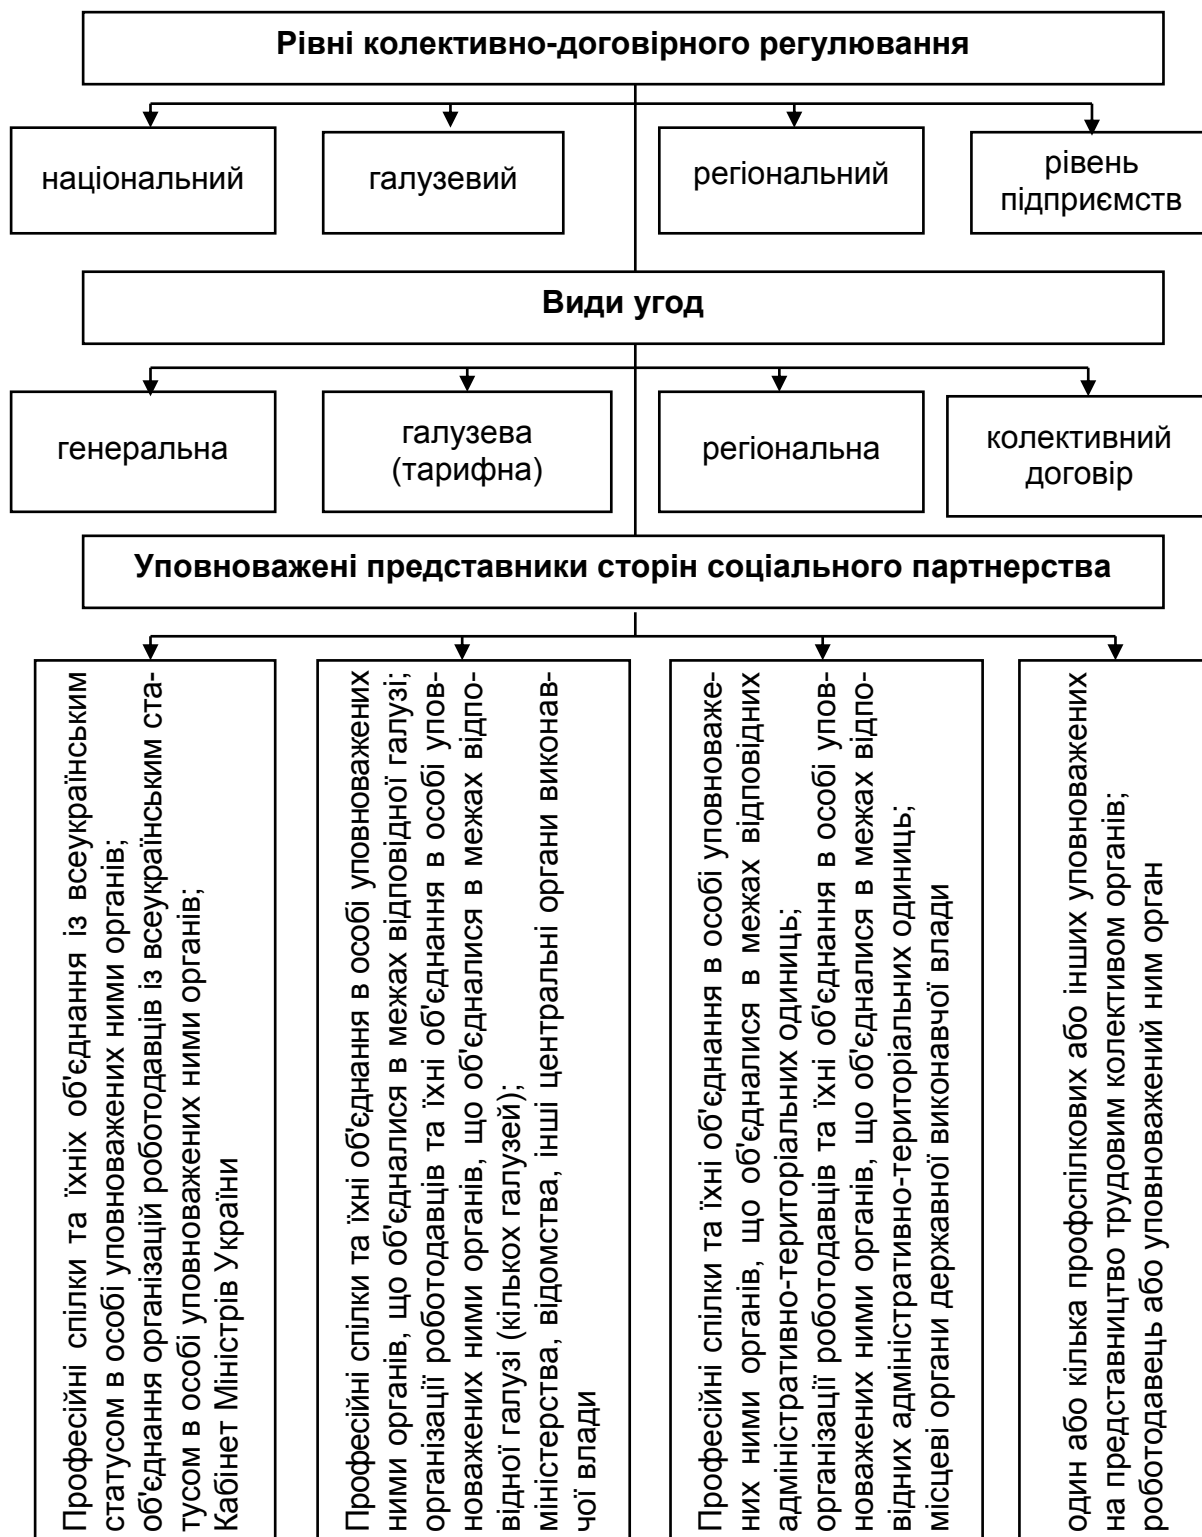 Рівні колективно-договірного регулювання
національний
галузевий
регіональний
рівень
підприємств
Види угод
генеральна
галузева
(тарифна)
регіональна
колективний
договір
Уповноважені представники сторін соціального партнерства
Професійні спілки та їхніх об'єднання із всеукраїнським
статусом в особі уповноважених ними органів;
об'єднання організацій роботодавців із всеукраїнським ста-
тусом в особі уповноважених ними органів;
Кабінет Міністрів України
Професійні спілки та їхні об'єднання в особі уповноважених
ними органів, що об'єдналися в межах відповідної галузі;
організації роботодавців та їхні об'єднання в особі упов-
новажених ними органів, що об'єдналися в межах відпо-
відної галузі (кількох галузей);
міністерства, відомства, інші центральні органи виконав-
чої влади
Професійні спілки та їхні об'єднання в особі уповноваже-
них ними органів, що об'єдналися в межах відповідних
адміністративно-територіальних одиниць;
організації роботодавців та їхні об'єднання в особі упов-
новажених ними органів, що об'єдналися в межах відпо-
відних адміністративно-територіальних одиниць;
місцеві органи державної виконавчої влади
один або кілька профспілкових або інших уповноважених
на представництво трудовим колективом органів;
роботодавець або уповноважений ним орган